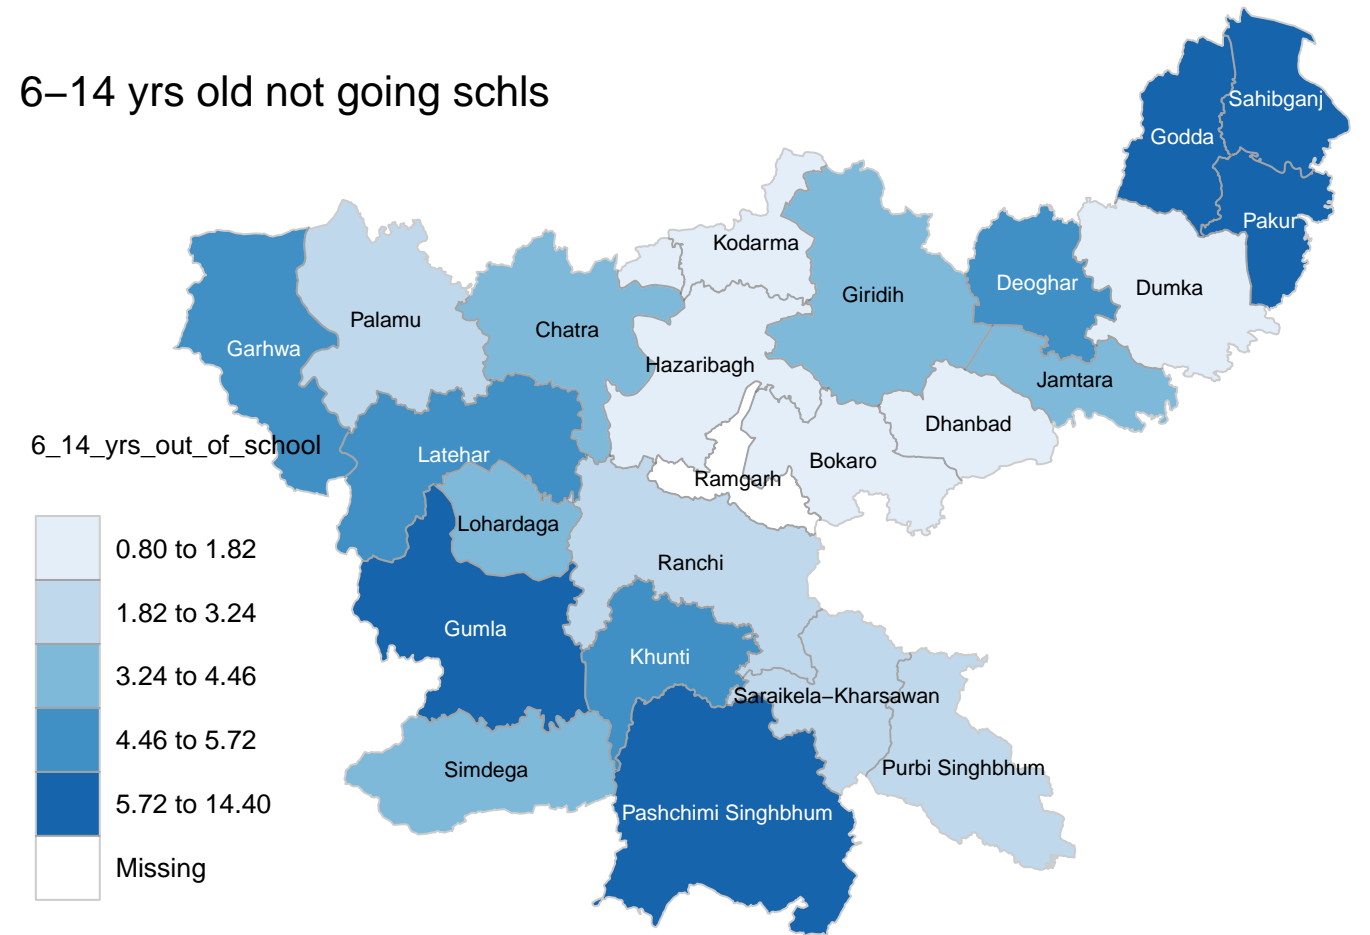 6–14 yrs old not going schls
Sahibganj
Godda
Pakur
Kodarma
Deoghar
Dumka
Giridih
Palamu
Chatra
Garhwa
Hazaribagh
Jamtara
Dhanbad
6_14_yrs_out_of_school
Latehar
Bokaro
Ramgarh
Lohardaga
0.80 to 1.82
Ranchi
1.82 to 3.24
Gumla
Khunti
3.24 to 4.46
Saraikela–Kharsawan
4.46 to 5.72
Simdega
Purbi Singhbhum
5.72 to 14.40
Pashchimi Singhbhum
Missing